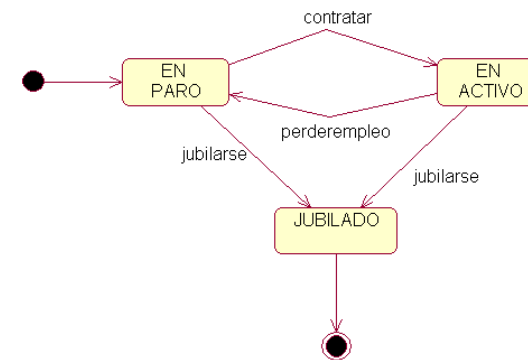 contratar
EN
PARO
EN
ACTIVO
perderempleo
jubilarse
jubilarse
JUBILADO